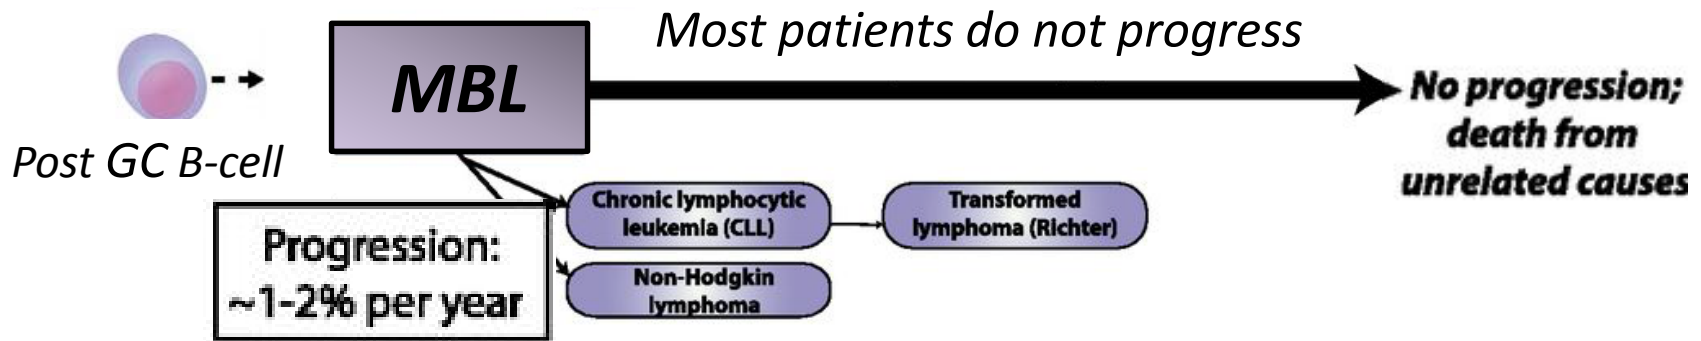 Most patients do not progress
MBL
No progression;
death from
unrelated causes
Post GC B-cell
Chronic lymphocytic
leukemia (CLL)
Transformed
lymphoma (Richter)
Progression:
~1-2% per year
Non-Hodgkin
lymphoma